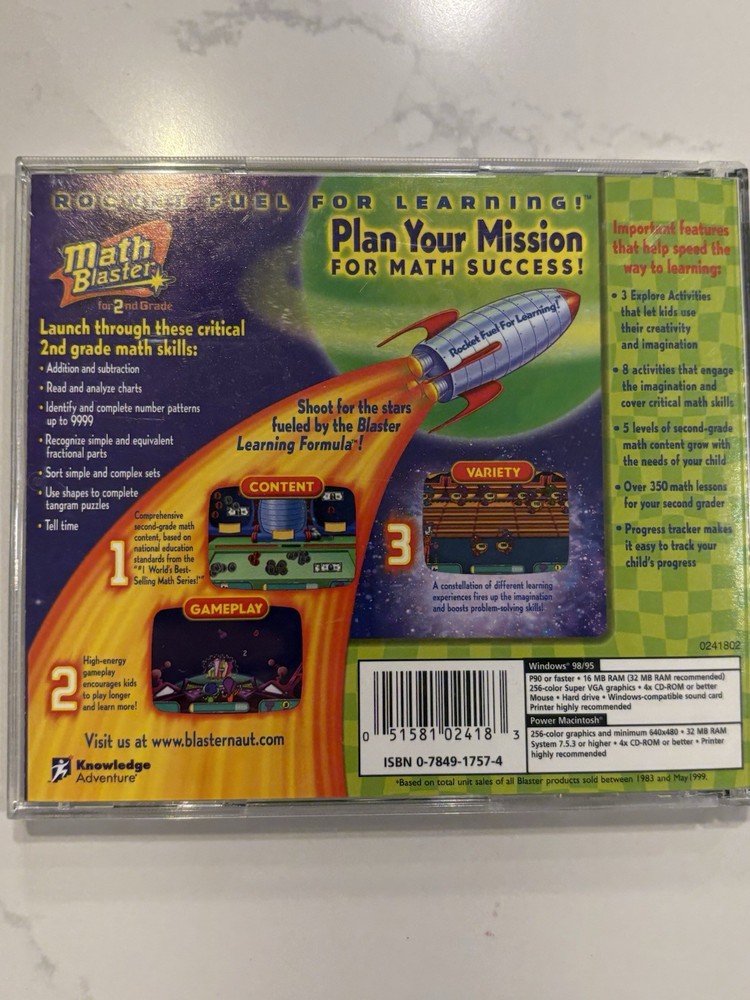 ROCKET FUEL FOR LEARNING!™
Math
Blaster
for 2nd Grade
Launch through these critical
2nd grade math skills:
• Addition and subtraction
• Read and analyze charts
• Identify and complete number patterns
up to 9999
• Recognize simple and equivalent
fractional parts
• Sort simple and complex sets
• Use shapes to complete
tangram puzzles
• Tell time
Plan Your Mission
FOR MATH SUCCESS!
Rocket Fuel For Learning!™
Shoot for the stars
fueled by the Blaster
Learning Formula™!
1
Comprehensive
second-grade math
content, based on
national education
standards from the
"#1 World's Best-
Selling Math Series!"*
CONTENT
2
High-energy
gameplay
encourages kids
to play longer
and learn more!
GAMEPLAY
3
VARIETY
A constellation of different learning
experiences fires up the imagination
and boosts problem-solving skills!
Important features
that help speed the
way to learning:
• 3 Explore Activities
that let kids use
their creativity
and imagination
• 8 activities that engage
the imagination and
cover critical math skills
• 5 levels of second-grade
math content grow with
the needs of your child
• Over 350 math lessons
for your second grader
• Progress tracker makes
it easy to track your
child's progress
0241802
Visit us at www.blasternaut.com
Knowledge
Adventure®
0 51581 02418 3
ISBN 0-7849-1757-4
Windows® 98/95
P90 or faster • 16 MB RAM (32 MB RAM recommended)
256-color Super VGA graphics • 4x CD-ROM or better
Mouse • Hard drive • Windows-compatible sound card
Printer highly recommended
Power Macintosh®
256-color graphics and minimum 640x480 • 32 MB RAM
System 7.5.3 or higher • 4x CD-ROM or better • Printer
highly recommended
*Based on total unit sales of all Blaster products sold between 1983 and May 1999.